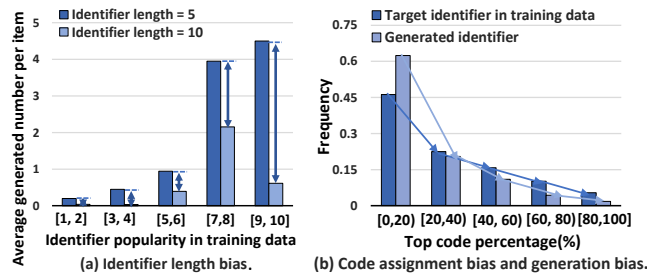 Identifier length = 5
Identifier length = 10
Average generated number per item
5
4
3
2
1
0
[1, 2] [3, 4] [5,6] [7,8] [9, 10]
Identifier popularity in training data
(a) Identifier length bias.
Target identifier in training data
Generated identifier
Frequency
0.75
0.6
0.45
0.3
0.15
0
[0,20) [20,40) [40, 60) [60, 80) [80,100]
Top code percentage(%)
(b) Code assignment bias and generation bias.